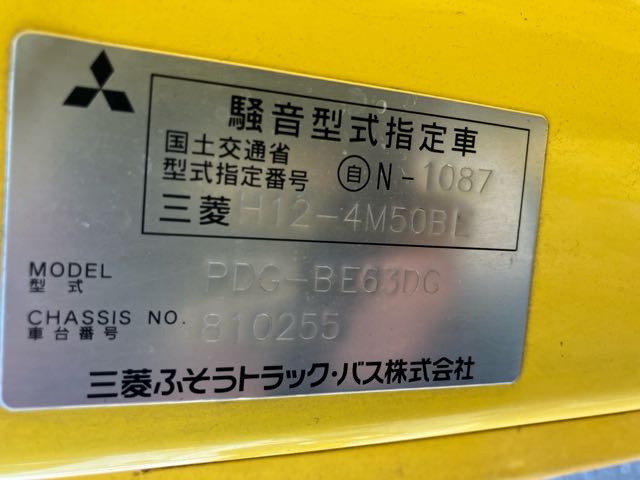 騒音型式指定車
国土交通省
型式指定番号 自 N-1087
三菱 H12-4M50BL
MODEL
型式 PDG-BE63DG
CHASSIS NO.
車台番号 810255
三菱ふそうトラック・バス株式会社